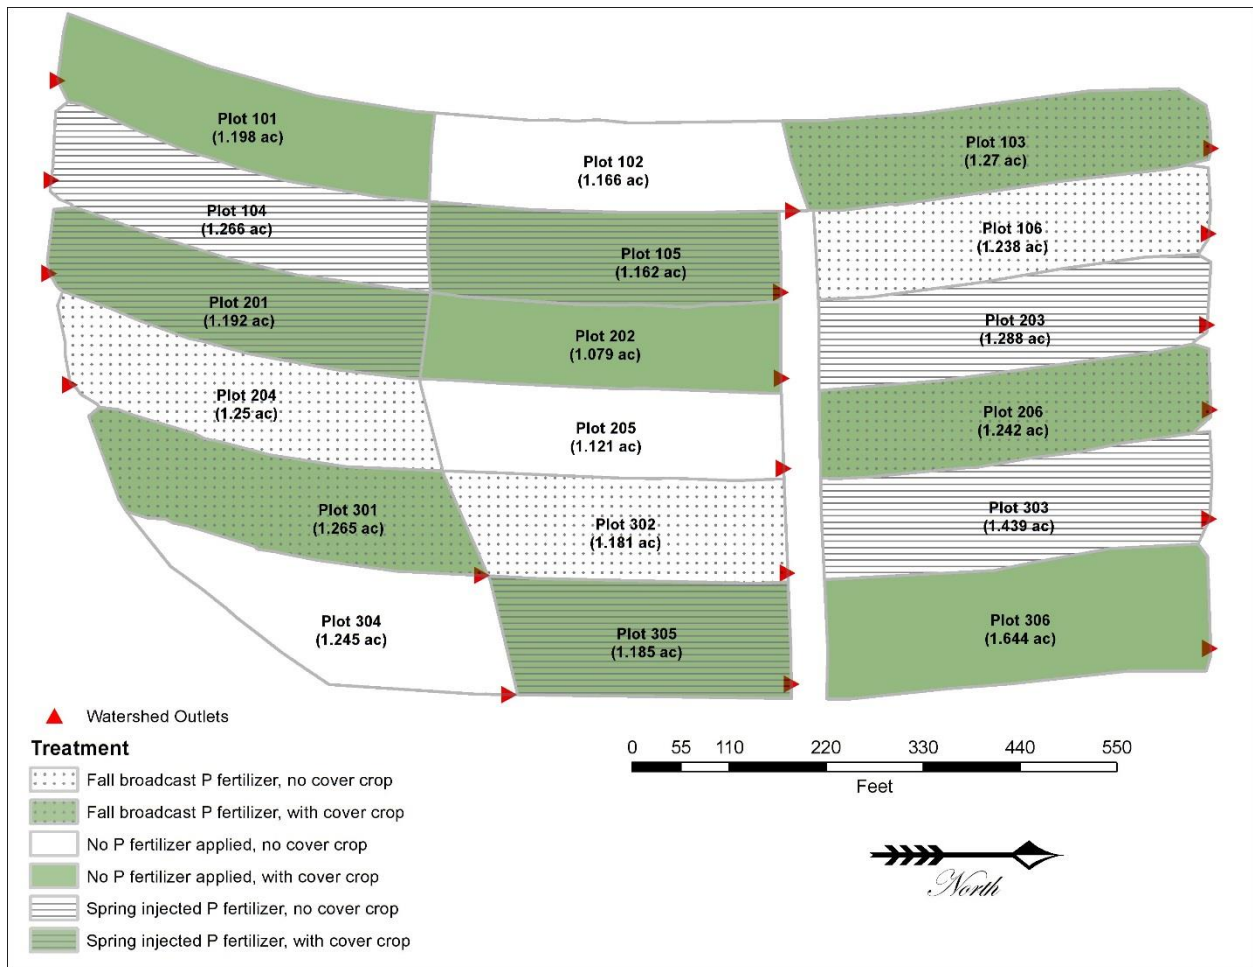 Plot 101
(1.198 ac)
Plot 102
(1.166 ac)
Plot 103
(1.27 ac)
Plot 104
(1.266 ac)
Plot 105
(1.162 ac)
Plot 106
(1.238 ac)
Plot 201
(1.192 ac)
Plot 202
(1.079 ac)
Plot 203
(1.288 ac)
Plot 204
(1.25 ac)
Plot 205
(1.121 ac)
Plot 206
(1.242 ac)
Plot 301
(1.265 ac)
Plot 302
(1.181 ac)
Plot 303
(1.439 ac)
Plot 304
(1.245 ac)
Plot 305
(1.185 ac)
Plot 306
(1.644 ac)
Watershed Outlets
Treatment
Fall broadcast P fertilizer, no cover crop
Fall broadcast P fertilizer, with cover crop
No P fertilizer applied, no cover crop
No P fertilizer applied, with cover crop
Spring injected P fertilizer, no cover crop
Spring injected P fertilizer, with cover crop
0 55 110 220 330 440 550
Feet
North